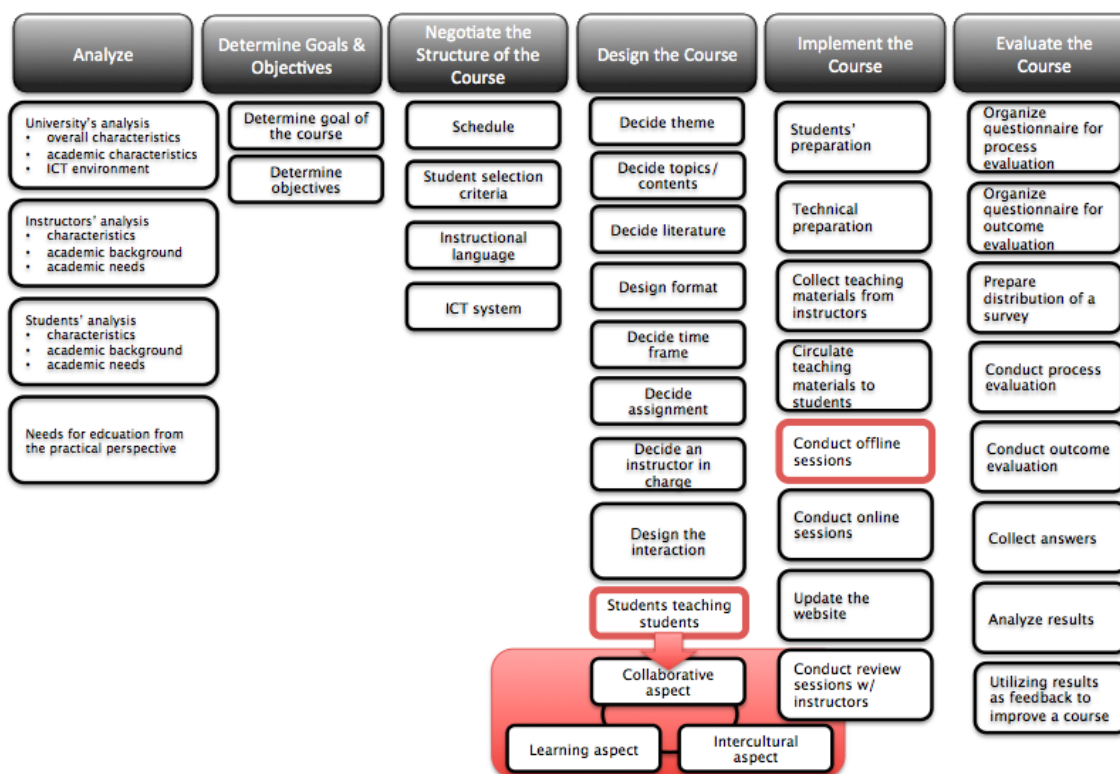 Analyze
University's analysis
• overall characteristics
• academic characteristics
• ICT environment
Instructors' analysis
• characteristics
• academic background
• academic needs
Students' analysis
• characteristics
• academic background
• academic needs
Needs for edcuation from
the practical perspective
Determine Goals &
Objectives
Determine goal of
the course
Determine
objectives
Negotiate the
Structure of the
Course
Schedule
Student selection
criteria
Instructional
language
ICT system
Design the Course
Decide theme
Decide topics/
contents
Decide literature
Design format
Decide time
frame
Decide
assignment
Decide an
instructor in
charge
Design the
interaction
Students teaching
students
Collaborative
aspect
Learning aspect
Intercultural
aspect
Implement the
Course
Students'
preparation
Technical
preparation
Collect teaching
materials from
instructors
Circulate
teaching
materials to
students
Conduct offline
sessions
Conduct online
sessions
Update the
website
Conduct review
sessions w/
instructors
Evaluate the
Course
Organize
questionnaire for
process
evaluation
Organize
questionnaire for
outcome
evaluation
Prepare
distribution of a
survey
Conduct process
evaluation
Conduct outcome
evaluation
Collect answers
Analyze results
Utilizing results
as feedback to
improve a course